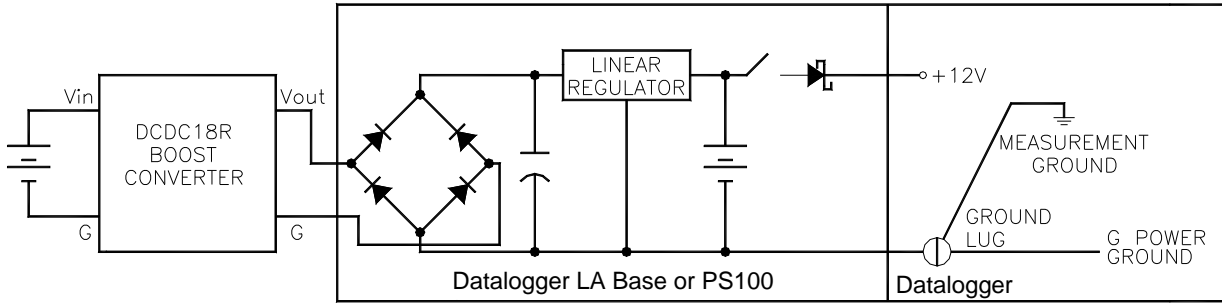 Vin
G
DCDC18R
BOOST
CONVERTER
Vout
G
LINEAR
REGULATOR
+12V
MEASUREMENT
GROUND
GROUND
LUG
G POWER
GROUND
Datalogger LA Base or PS100
Datalogger